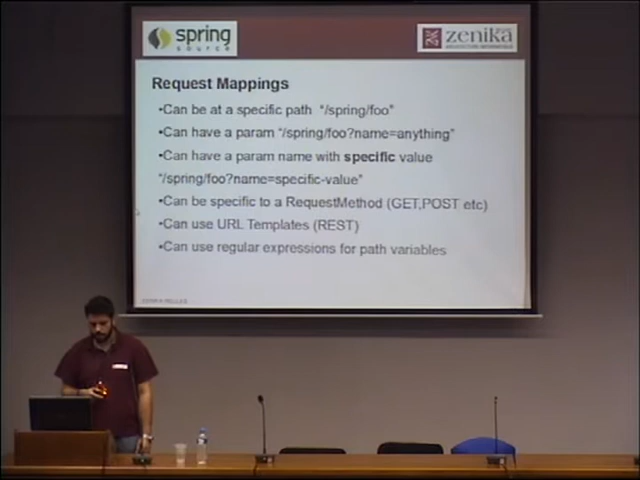 spring
source
zenika
Request Mappings
•Can be at a specific path "/spring/foo"
•Can have a param "/spring/foo?name=anything"
•Can have a param name with specific value
"/spring/foo?name=specific-value"
•Can be specific to a RequestMethod (GET,POST etc)
•Can use URL Templates (REST)
•Can use regular expressions for path variables